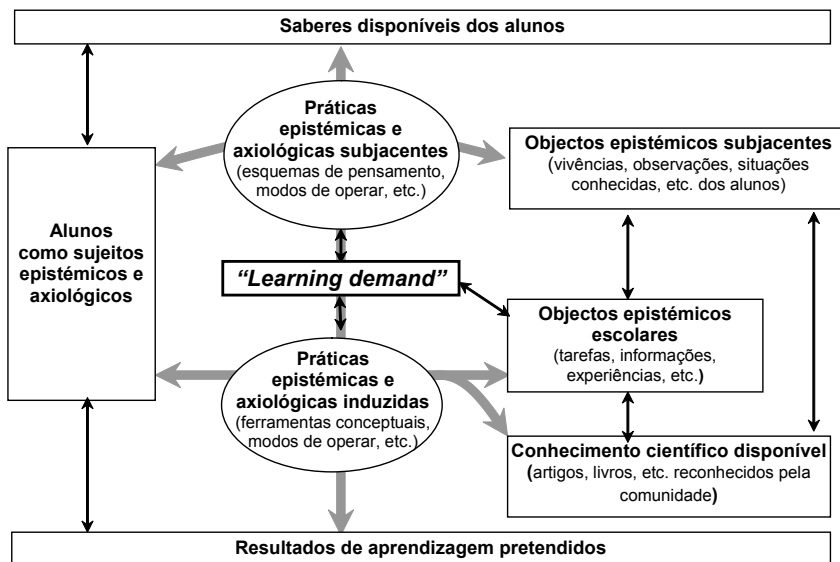 Saberes disponíveis dos alunos
Práticas
epistémicas e
axiológicas subjacentes
(esquemas de pensamento,
modos de operar, etc.)
Objectos epistémicos subjacentes
(vivências, observações, situações
conhecidas, etc. dos alunos)
Alunos
como sujeitos
epistémicos e
axiológicos
“Learning demand”
Objectos epistémicos
escolares
(tarefas, informações,
experiências, etc.)
Práticas
epistémicas e
axiológicas induzidas
(ferramentas conceptuais,
modos de operar, etc.)
Conhecimento científico disponível
(artigos, livros, etc. reconhecidos pela
comunidade)
Resultados de aprendizagem pretendidos